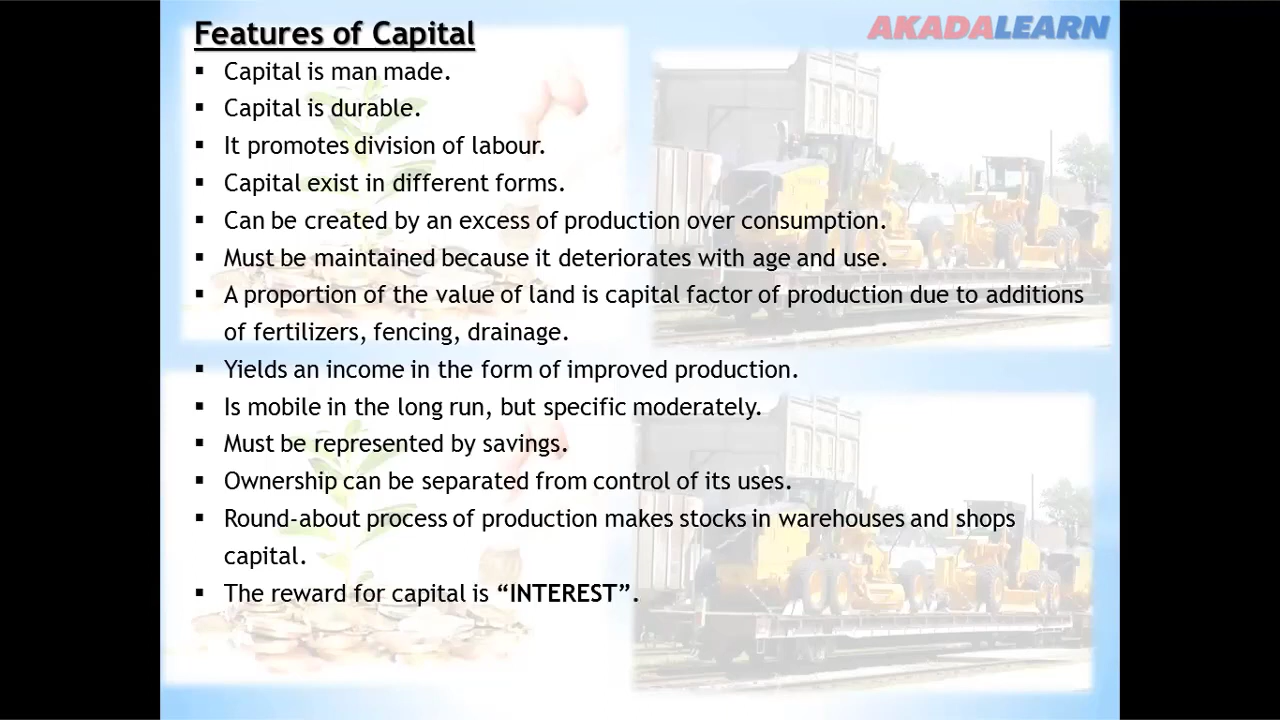 Features of Capital
AKADALEARN
▪ Capital is man made.
▪ Capital is durable.
▪ It promotes division of labour.
▪ Capital exist in different forms.
▪ Can be created by an excess of production over consumption.
▪ Must be maintained because it deteriorates with age and use.
▪ A proportion of the value of land is capital factor of production due to additions
of fertilizers, fencing, drainage.
▪ Yields an income in the form of improved production.
▪ Is mobile in the long run, but specific moderately.
▪ Must be represented by savings.
▪ Ownership can be separated from control of its uses.
▪ Round-about process of production makes stocks in warehouses and shops
capital.
▪ The reward for capital is “INTEREST”.